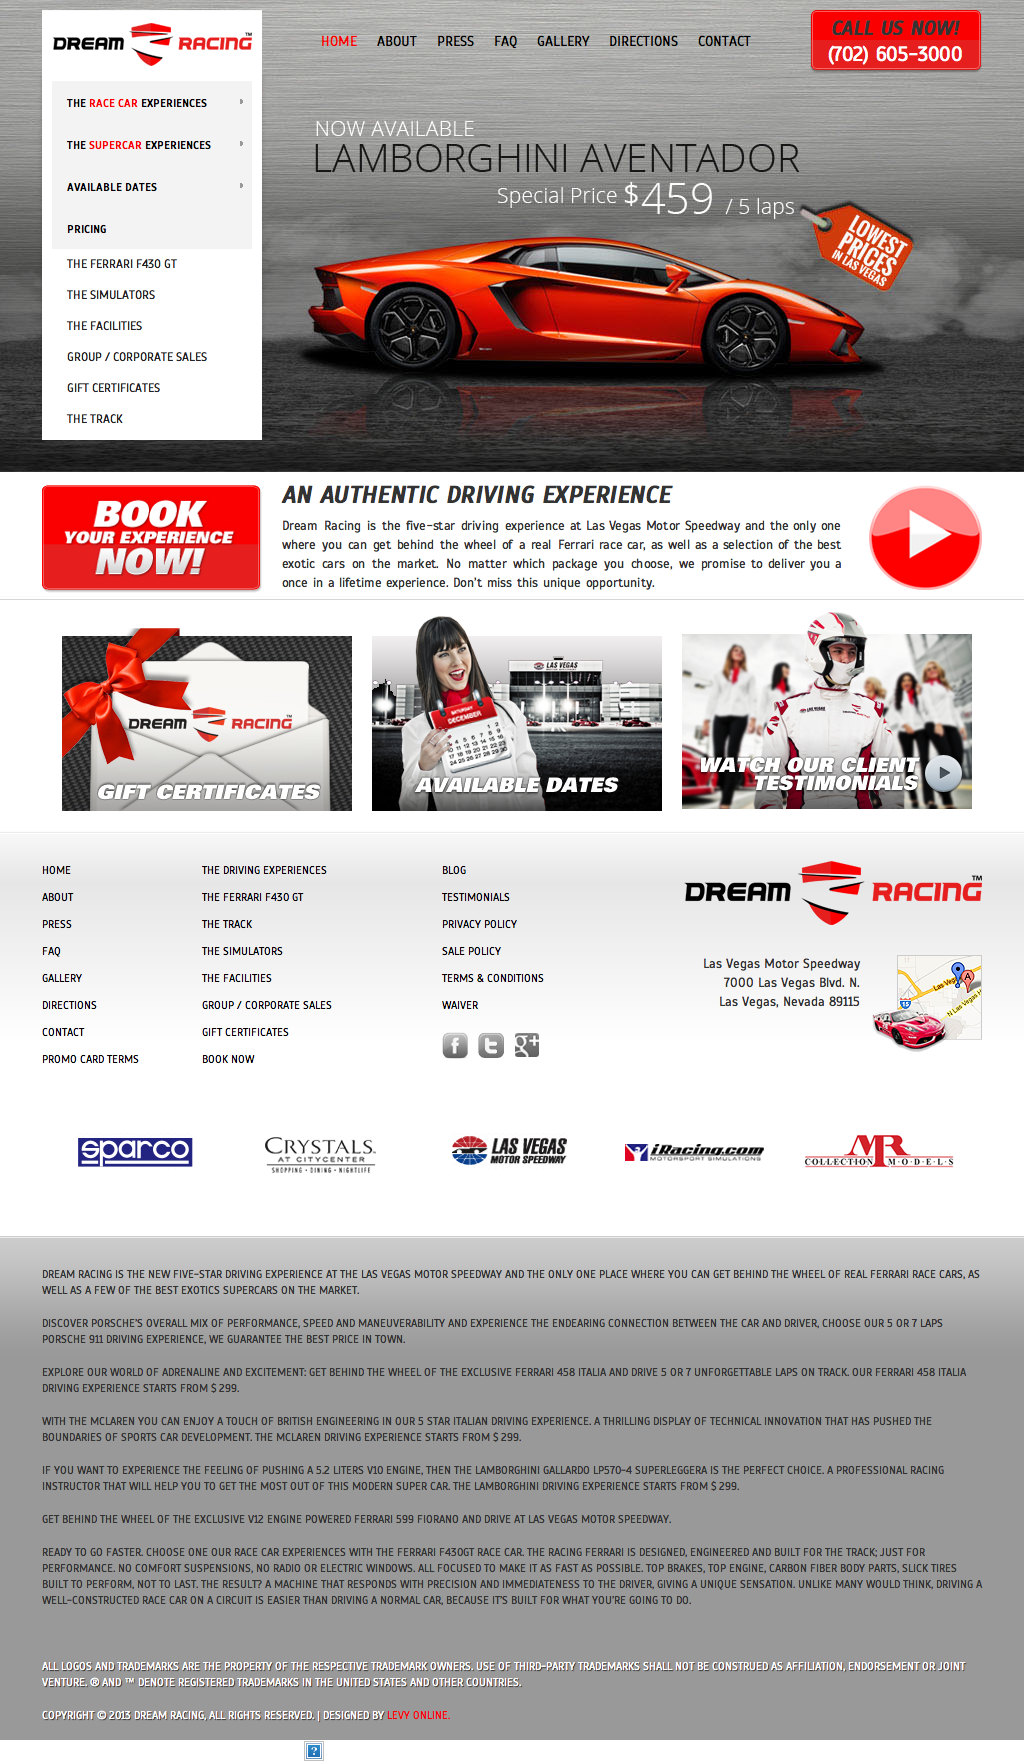 DREAM RACING™
HOME ABOUT PRESS FAQ GALLERY DIRECTIONS CONTACT
CALL US NOW!
(702) 605-3000
THE RACE CAR EXPERIENCES
THE SUPERCAR EXPERIENCES
AVAILABLE DATES
PRICING
THE FERRARI F430 GT
THE SIMULATORS
THE FACILITIES
GROUP / CORPORATE SALES
GIFT CERTIFICATES
THE TRACK
NOW AVAILABLE
LAMBORGHINI AVENTADOR
Special Price $459 / 5 laps
LOWEST
PRICES
IN LAS VEGAS
BOOK
YOUR EXPERIENCE
NOW!
AN AUTHENTIC DRIVING EXPERIENCE
Dream Racing is the five-star driving experience at Las Vegas Motor Speedway and the only one
where you can get behind the wheel of a real Ferrari race car, as well as a selection of the best
exotic cars on the market. No matter which package you choose, we promise to deliver you a
once in a lifetime experience. Don't miss this unique opportunity.
DREAM RACING™
GIFT CERTIFICATES
LAS VEGAS
SATURDAY
DECEMBER
AVAILABLE DATES
WATCH OUR CLIENT
TESTIMONIALS
HOME
ABOUT
PRESS
FAQ
GALLERY
DIRECTIONS
CONTACT
PROMO CARD TERMS
THE DRIVING EXPERIENCES
THE FERRARI F430 GT
THE TRACK
THE SIMULATORS
THE FACILITIES
GROUP / CORPORATE SALES
GIFT CERTIFICATES
BOOK NOW
BLOG
TESTIMONIALS
PRIVACY POLICY
SALE POLICY
TERMS & CONDITIONS
WAIVER
DREAM RACING™
Las Vegas Motor Speedway
7000 Las Vegas Blvd. N.
Las Vegas, Nevada 89115
sparco
CRYSTALS
AT CITYCENTER
SHOPPING • DINING • NIGHTLIFE
LAS VEGAS
MOTOR SPEEDWAY
iRacing.com
MOTORSPORT SIMULATIONS
MR
COLLECTION MODELS
DREAM RACING IS THE NEW FIVE-STAR DRIVING EXPERIENCE AT THE LAS VEGAS MOTOR SPEEDWAY AND THE ONLY ONE PLACE WHERE YOU CAN GET BEHIND THE WHEEL OF REAL FERRARI RACE CARS, AS
WELL AS A FEW OF THE BEST EXOTICS SUPERCARS ON THE MARKET.
DISCOVER PORSCHE'S OVERALL MIX OF PERFORMANCE, SPEED AND MANEUVERABILITY AND EXPERIENCE THE ENDEARING CONNECTION BETWEEN THE CAR AND DRIVER, CHOOSE OUR 5 OR 7 LAPS
PORSCHE 911 DRIVING EXPERIENCE, WE GUARANTEE THE BEST PRICE IN TOWN.
EXPLORE OUR WORLD OF ADRENALINE AND EXCITEMENT: GET BEHIND THE WHEEL OF THE EXCLUSIVE FERRARI 458 ITALIA AND DRIVE 5 OR 7 UNFORGETTABLE LAPS ON TRACK. OUR FERRARI 458 ITALIA
DRIVING EXPERIENCE STARTS FROM $ 299.
WITH THE MCLAREN YOU CAN ENJOY A TOUCH OF BRITISH ENGINEERING IN OUR 5 STAR ITALIAN DRIVING EXPERIENCE. A THRILLING DISPLAY OF TECHNICAL INNOVATION THAT HAS PUSHED THE
BOUNDARIES OF SPORTS CAR DEVELOPMENT. THE MCLAREN DRIVING EXPERIENCE STARTS FROM $ 299.
IF YOU WANT TO EXPERIENCE THE FEELING OF PUSHING A 5.2 LITERS V10 ENGINE, THEN THE LAMBORGHINI GALLARDO LP570-4 SUPERLEGGERA IS THE PERFECT CHOICE. A PROFESSIONAL RACING
INSTRUCTOR THAT WILL HELP YOU TO GET THE MOST OUT OF THIS MODERN SUPER CAR. THE LAMBORGHINI DRIVING EXPERIENCE STARTS FROM $ 299.
GET BEHIND THE WHEEL OF THE EXCLUSIVE V12 ENGINE POWERED FERRARI 599 FIORANO AND DRIVE AT LAS VEGAS MOTOR SPEEDWAY.
READY TO GO FASTER. CHOOSE ONE OUR RACE CAR EXPERIENCES WITH THE FERRARI F430GT RACE CAR. THE RACING FERRARI IS DESIGNED, ENGINEERED AND BUILT FOR THE TRACK; JUST FOR
PERFORMANCE. NO COMFORT SUSPENSIONS, NO RADIO OR ELECTRIC WINDOWS. ALL FOCUSED TO MAKE IT AS FAST AS POSSIBLE. TOP BRAKES, TOP ENGINE, CARBON FIBER BODY PARTS, SLICK TIRES
BUILT TO PERFORM, NOT TO LAST. THE RESULT? A MACHINE THAT RESPONDS WITH PRECISION AND IMMEDIATENESS TO THE DRIVER, GIVING A UNIQUE SENSATION. UNLIKE MANY WOULD THINK, DRIVING A
WELL-CONSTRUCTED RACE CAR ON A CIRCUIT IS EASIER THAN DRIVING A NORMAL CAR, BECAUSE IT'S BUILT FOR WHAT YOU'RE GOING TO DO.
ALL LOGOS AND TRADEMARKS ARE THE PROPERTY OF THE RESPECTIVE TRADEMARK OWNERS. USE OF THIRD-PARTY TRADEMARKS SHALL NOT BE CONSTRUED AS AFFILIATION, ENDORSEMENT OR JOINT
VENTURE. ® AND ™ DENOTE REGISTERED TRADEMARKS IN THE UNITED STATES AND OTHER COUNTRIES.
COPYRIGHT © 2013 DREAM RACING, ALL RIGHTS RESERVED. | DESIGNED BY LEVY ONLINE.